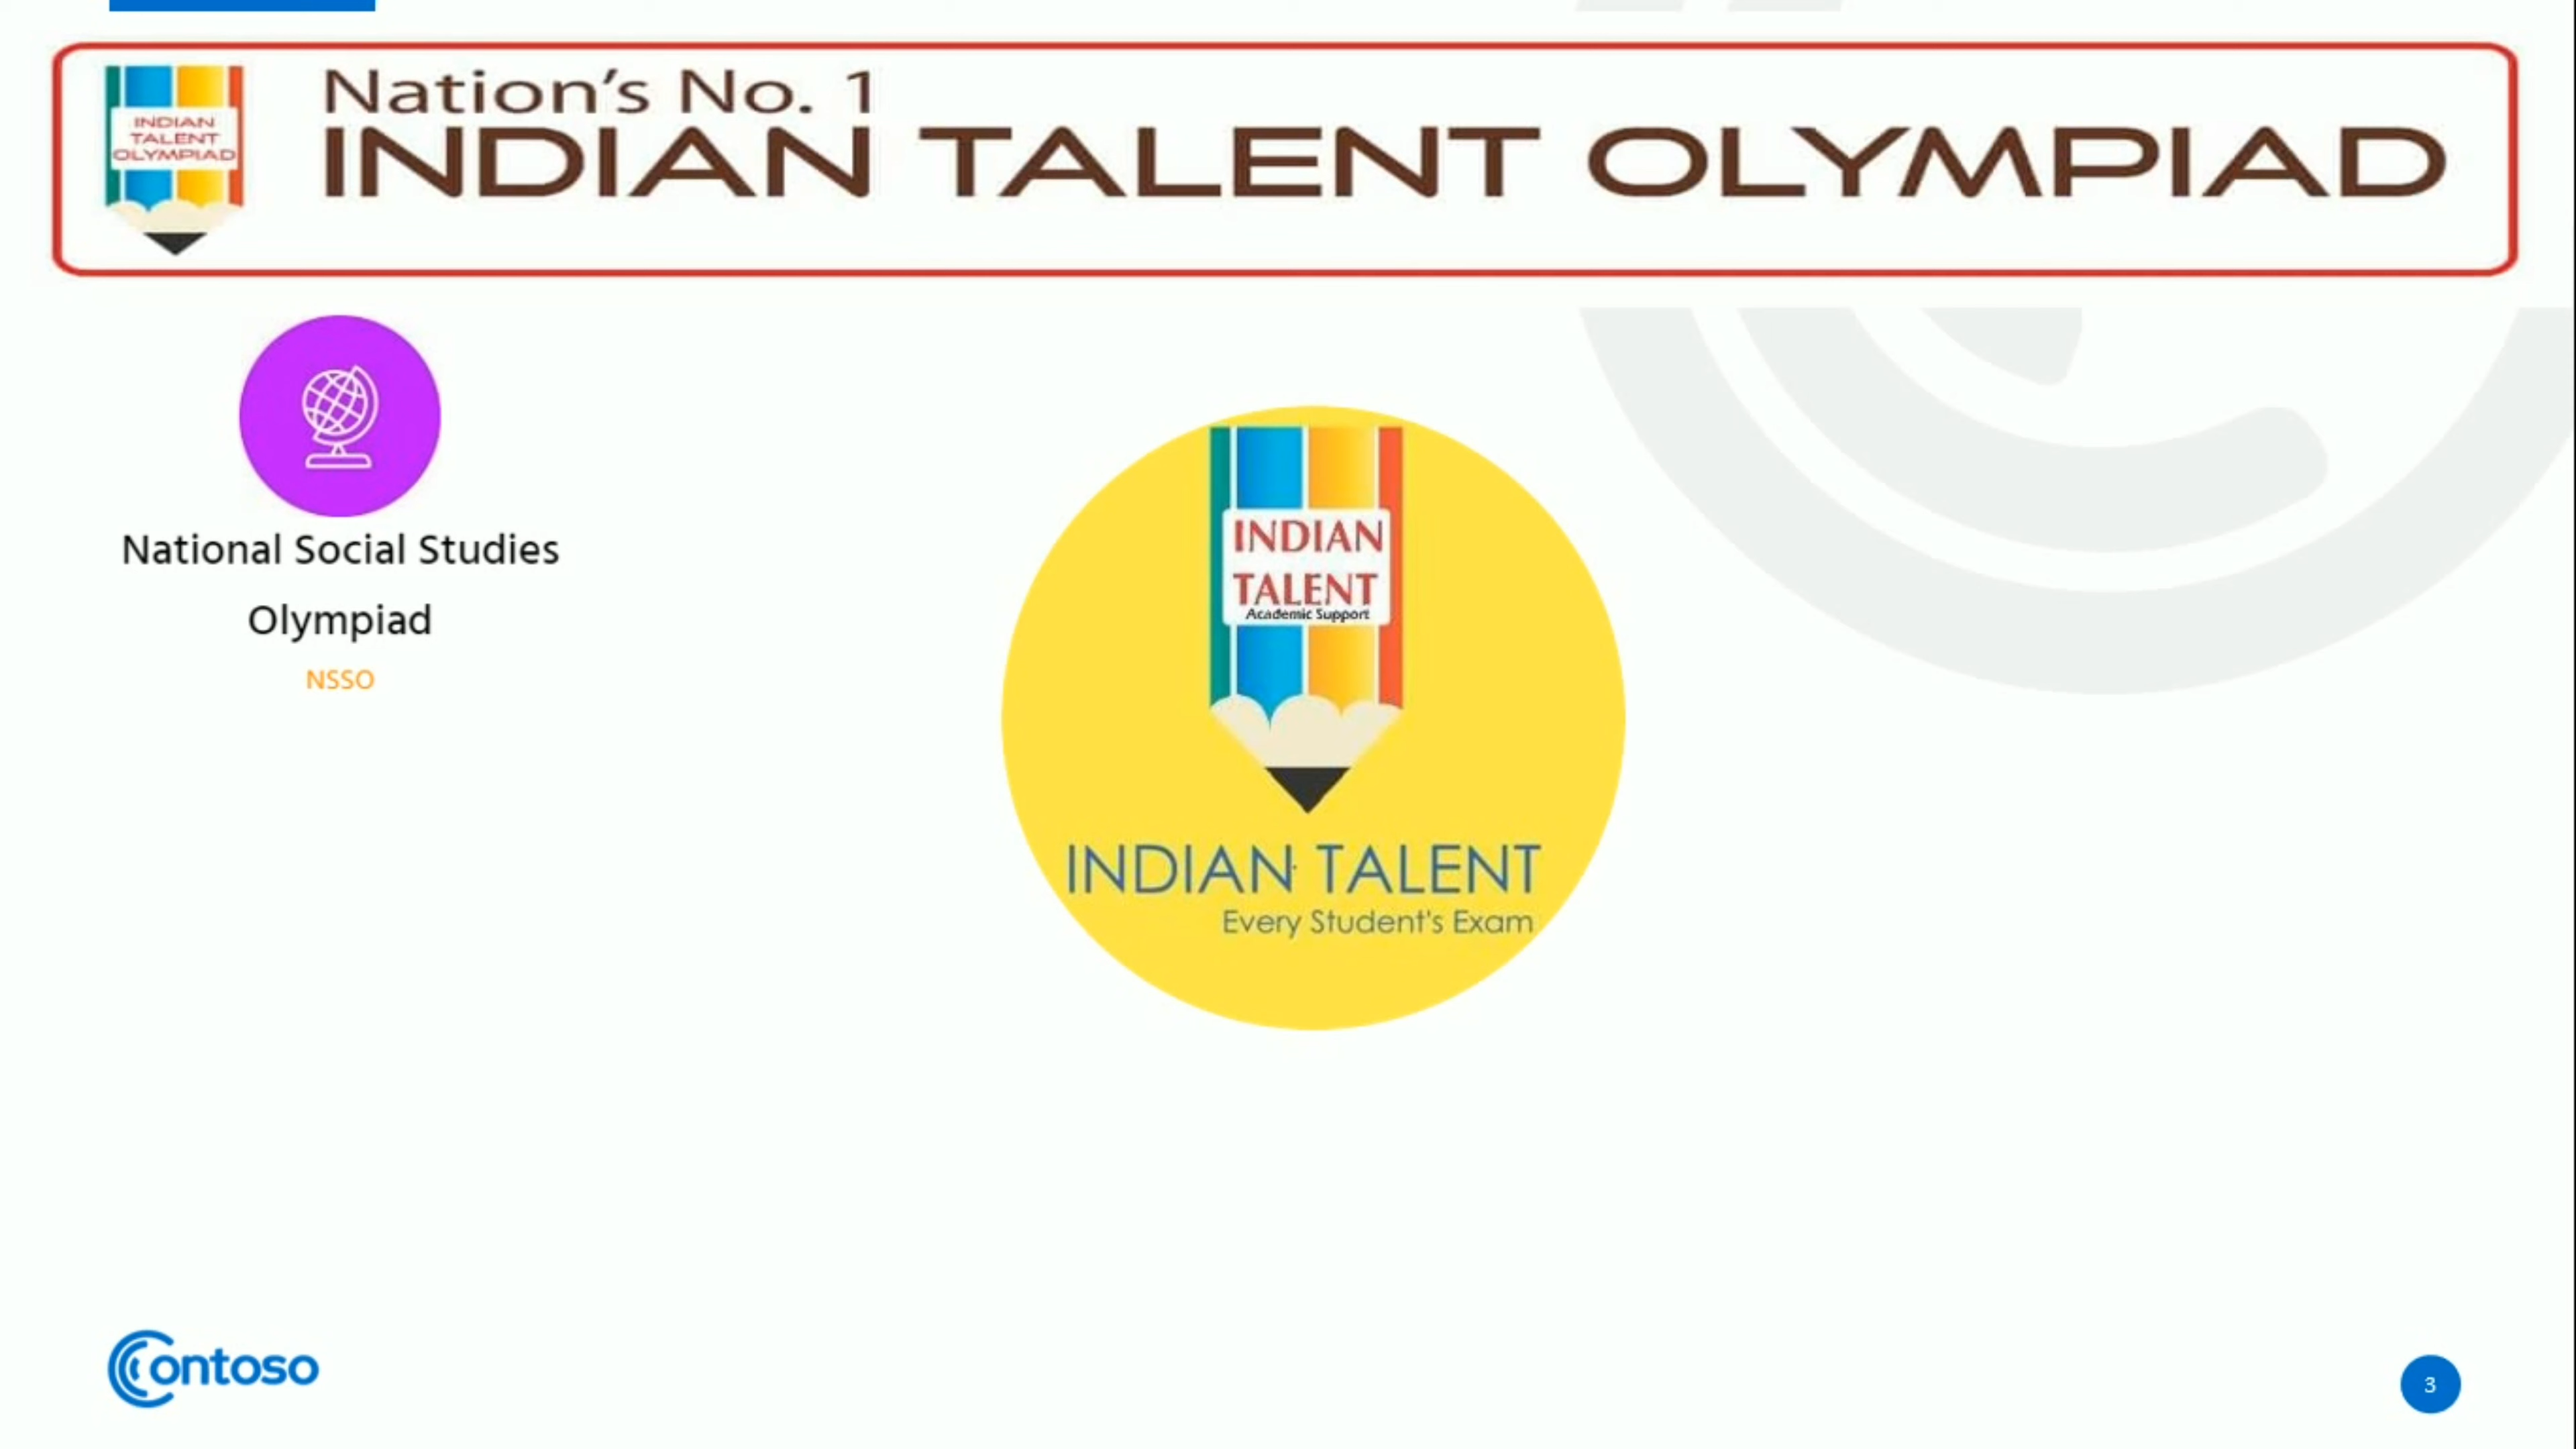 Nation's No. 1
INDIAN TALENT OLYMPIAD
INDIAN
TALENT
OLYMPIAD
National Social Studies
Olympiad
NSSO
INDIAN
TALENT
Academic Support
INDIAN TALENT
Every Student's Exam
Contoso
3